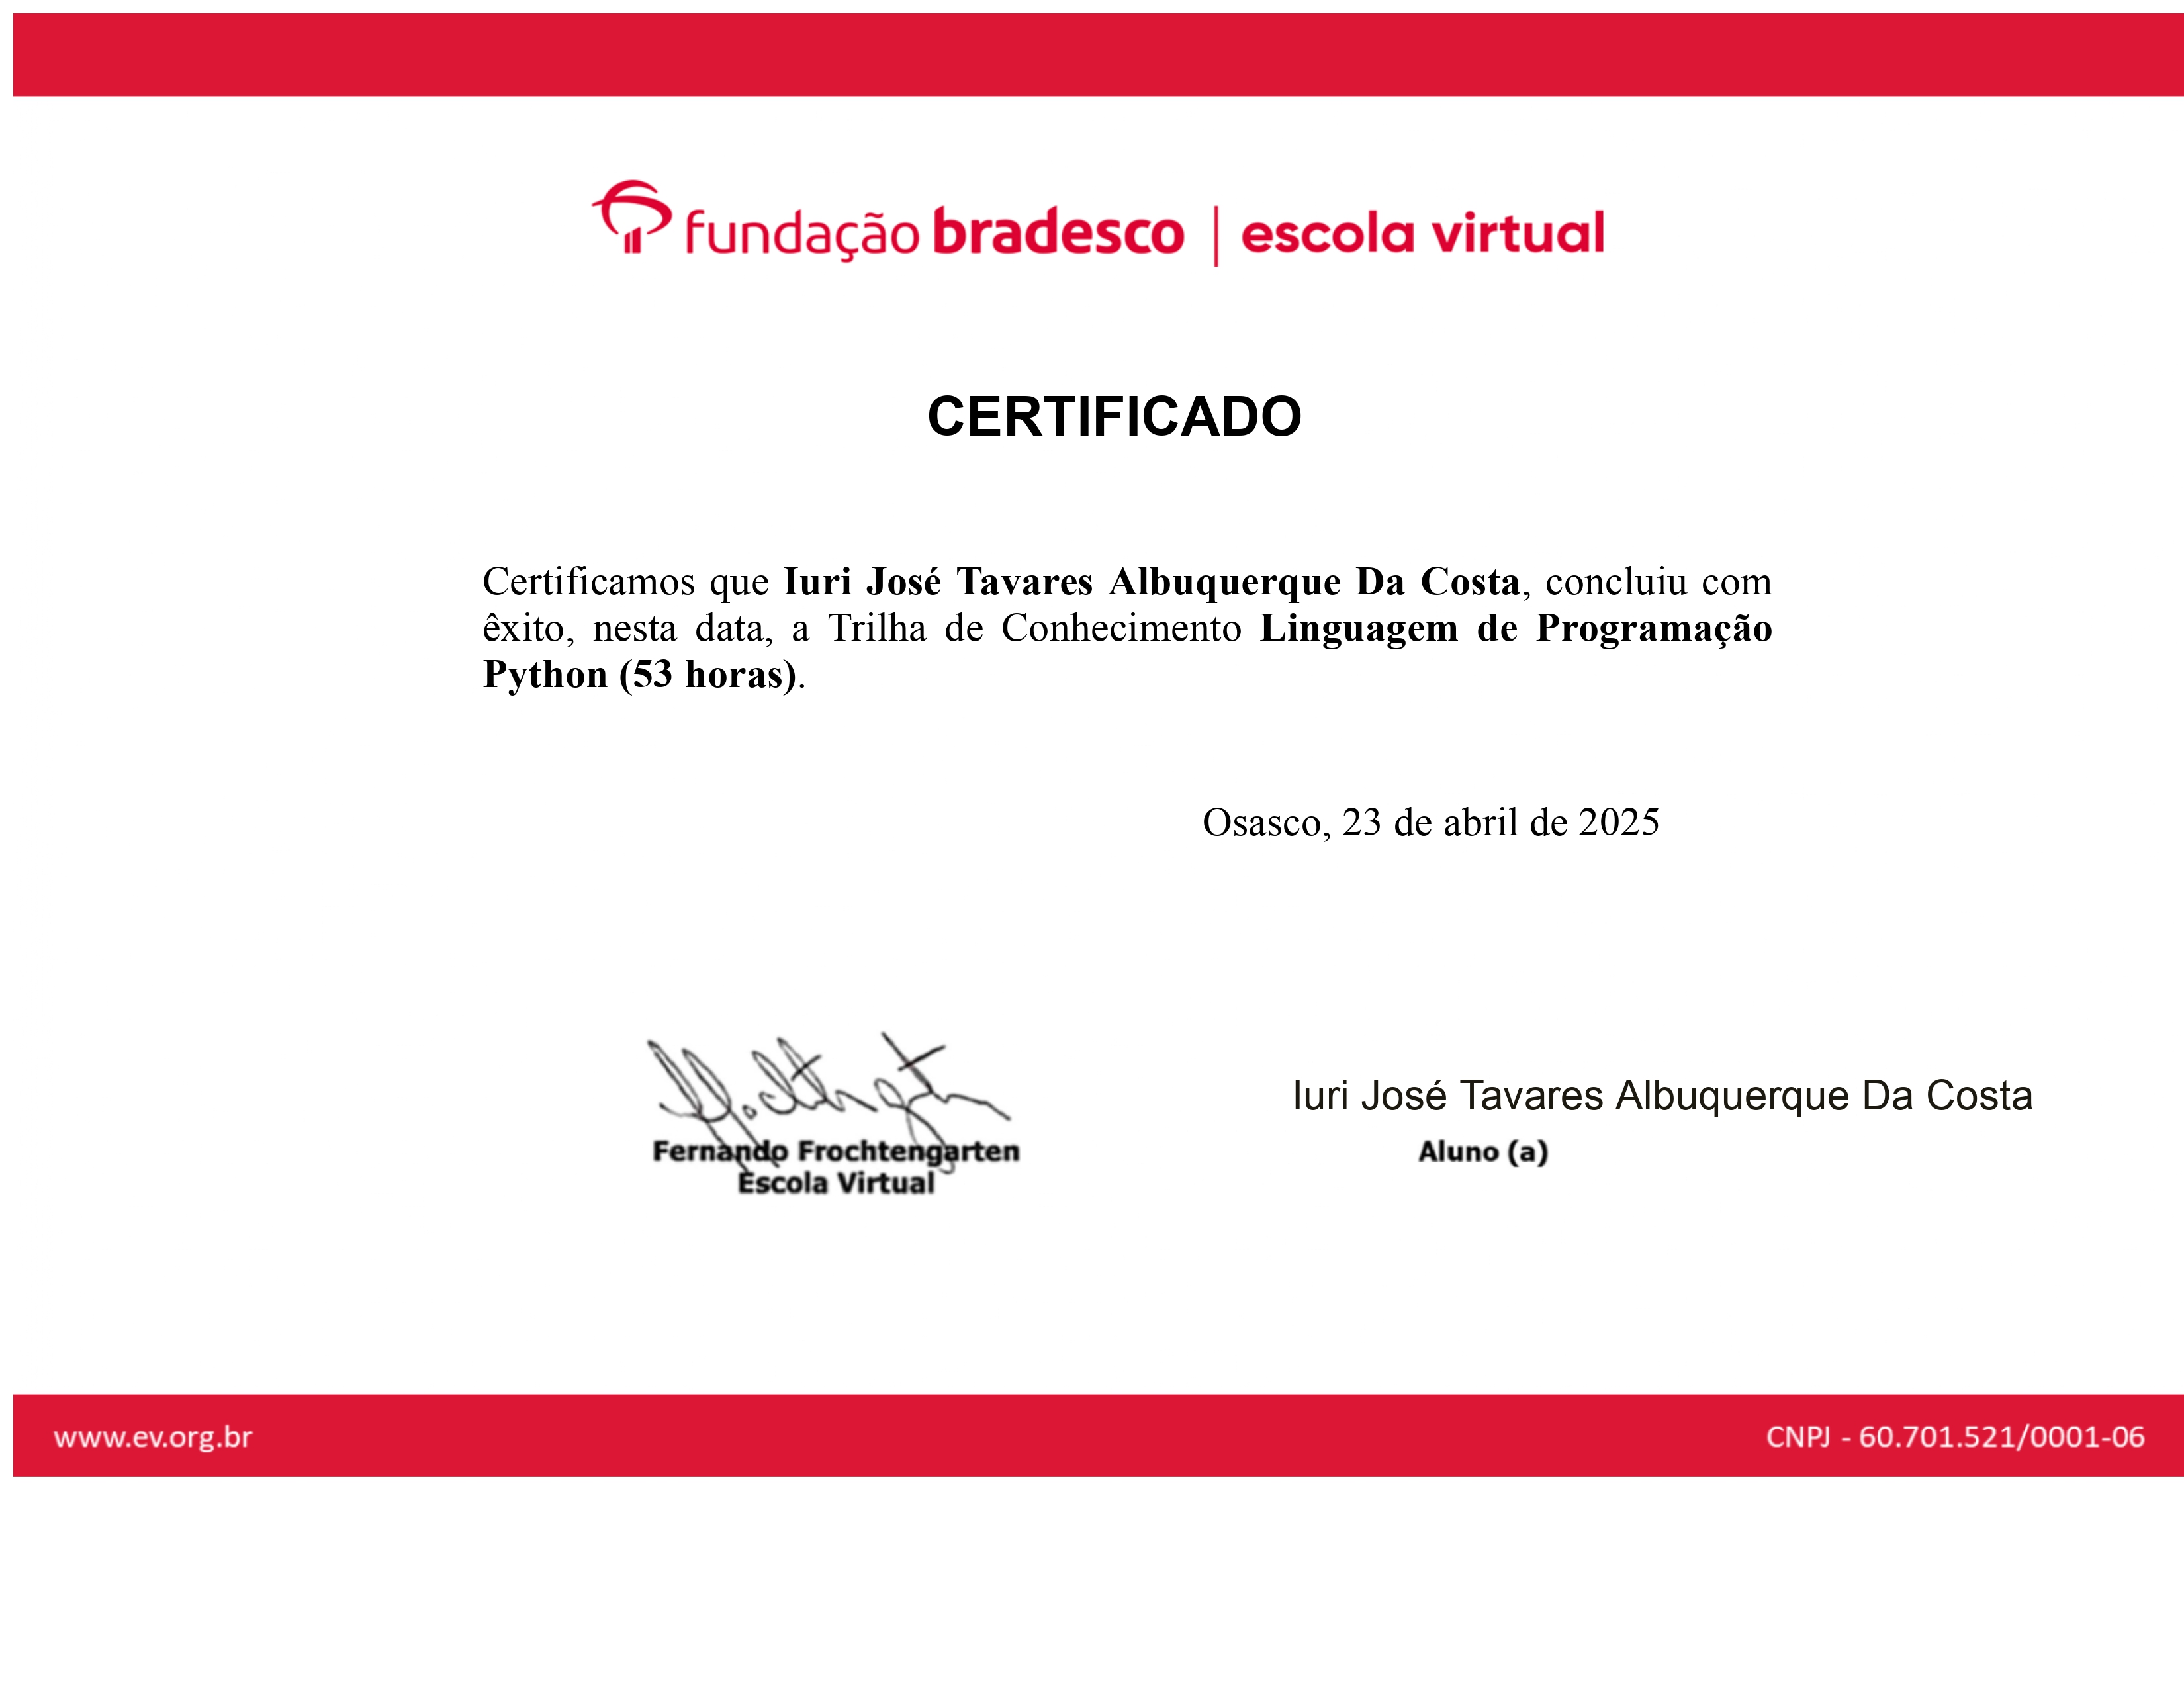 fundação bradesco | escola virtual
CERTIFICADO
Certificamos que Iuri José Tavares Albuquerque Da Costa, concluiu com
êxito, nesta data, a Trilha de Conhecimento Linguagem de Programação
Python (53 horas).
Osasco, 23 de abril de 2025
Iuri José Tavares Albuquerque Da Costa
Fernando Frochtengarten
Escola Virtual
Aluno (a)
www.ev.org.br
CNPJ - 60.701.521/0001-06